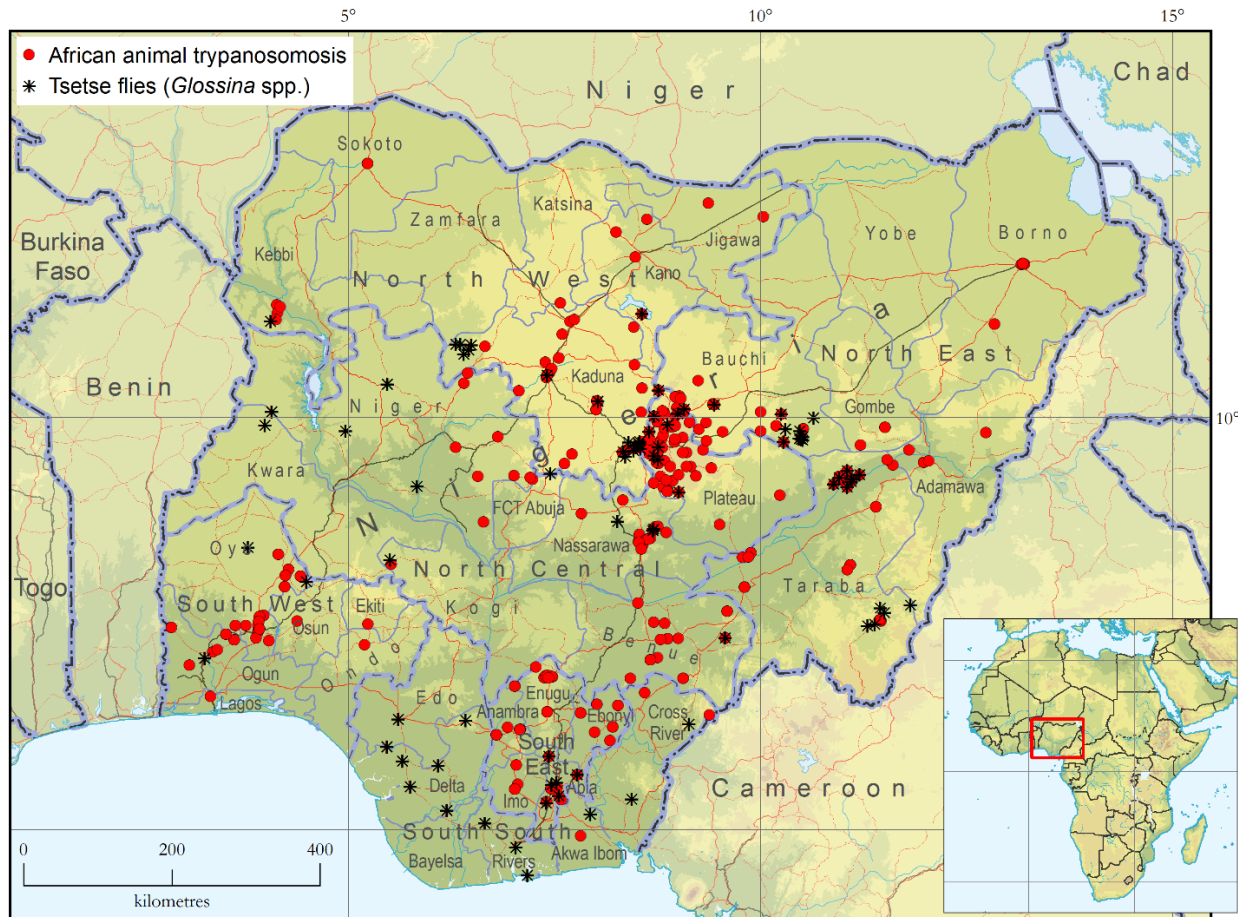 5°
10°
15°
African animal trypanosomosis
Tsetse flies (Glossina spp.)
Niger
Chad
Sokoto
Katsina
Zamfara
Jigawa
Yobe
Borno
Burkina
Faso
Kebbi
Kano
North West
Nigeria
Bauchi
North East
Benin
Kaduna
Niger
Gombe
10°
Kwara
Adamawa
FCT Abuja
Plateau
Oy
Nassarawa
North Central
Togo
Taraba
South West
Ekiti
Kogi
Osun
Benue
Ogun
Ondo
Lagos
Edo
Enugu
Anambra
Ebonyi
Cross
River
South
East
Delta
Imo
Abia
Cameroon
South South
Bayelsa
Rivers
Akwa Ibom
0
200
400
kilometres